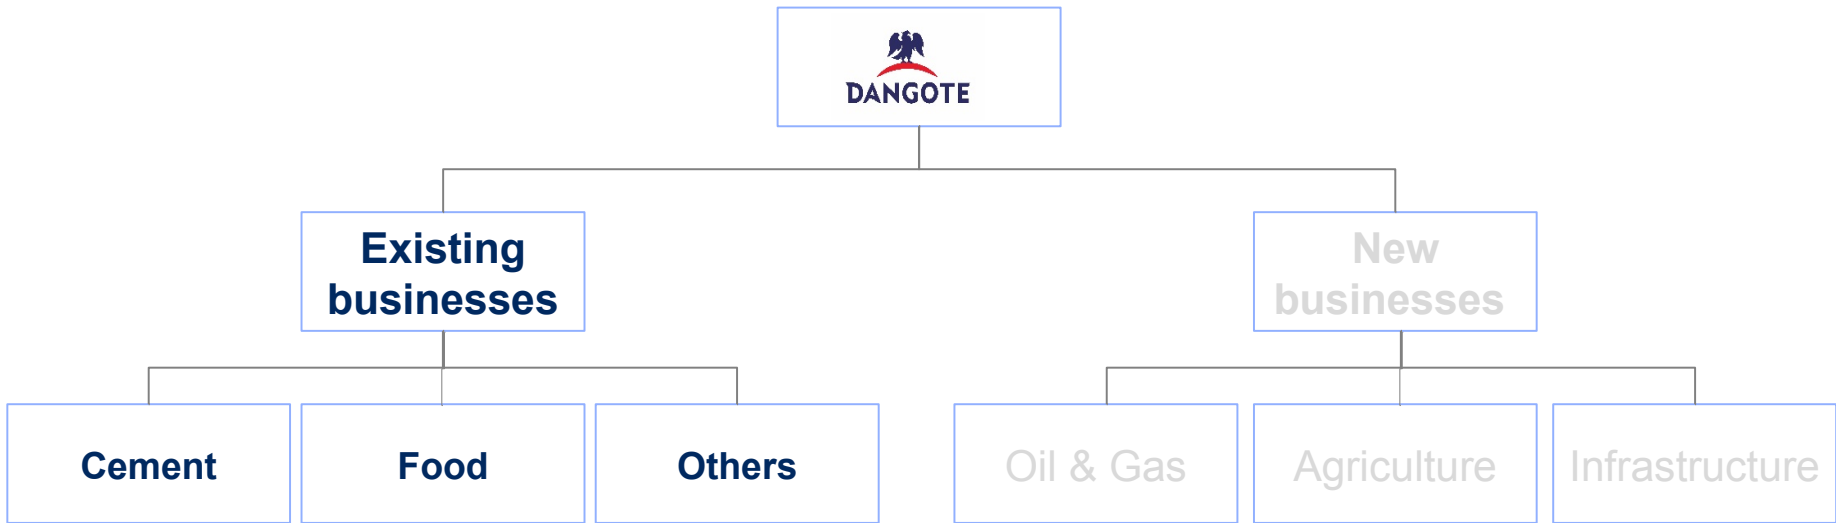 DANGOTE
Existing
businesses
New
businesses
Cement
Food
Others
Oil & Gas
Agriculture
Infrastructure